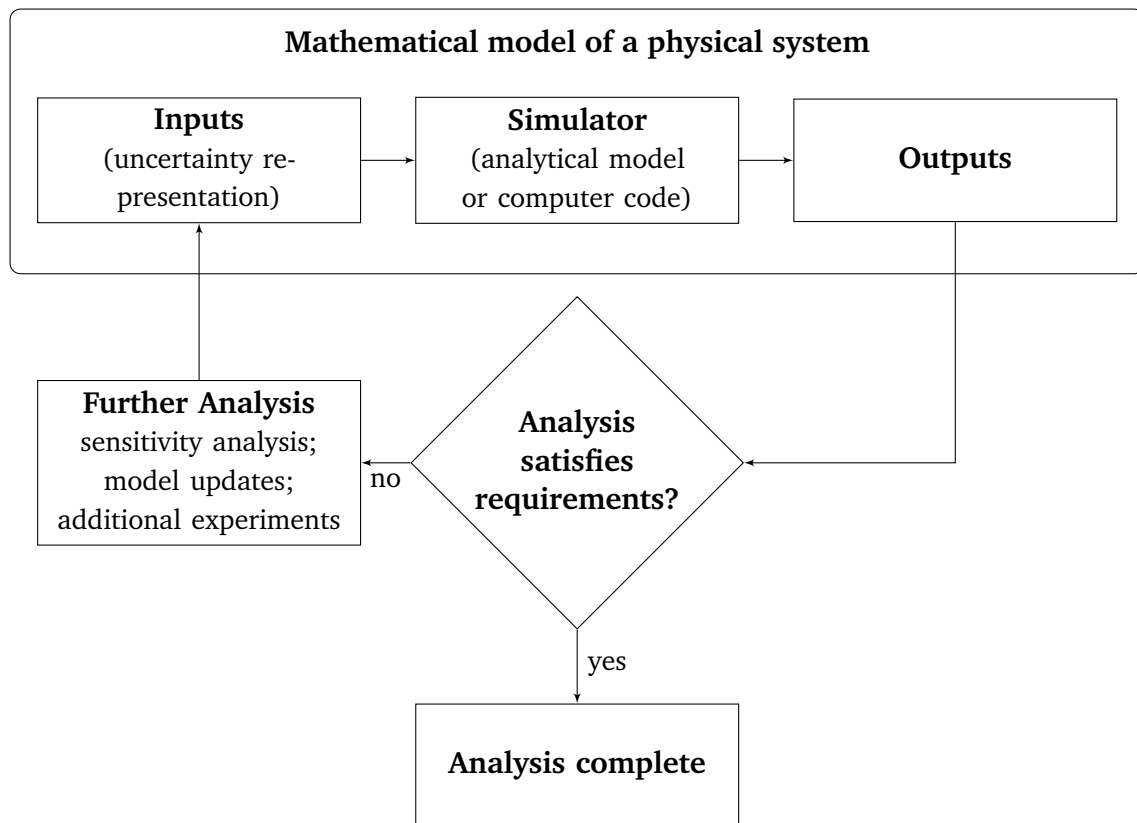 Mathematical model of a physical system
Inputs
(uncertainty re-
presentation)
Simulator
(analytical model
or computer code)
Outputs
Further Analysis
sensitivity analysis;
model updates;
additional experiments
no
Analysis
satisfies
requirements?
yes
Analysis complete